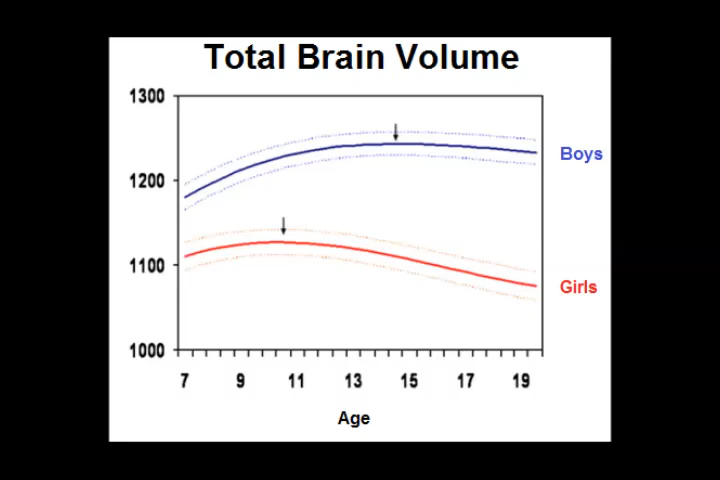 Total Brain Volume
1300
1200
1100
1000
Boys
Girls
7 9 11 13 15 17 19
Age